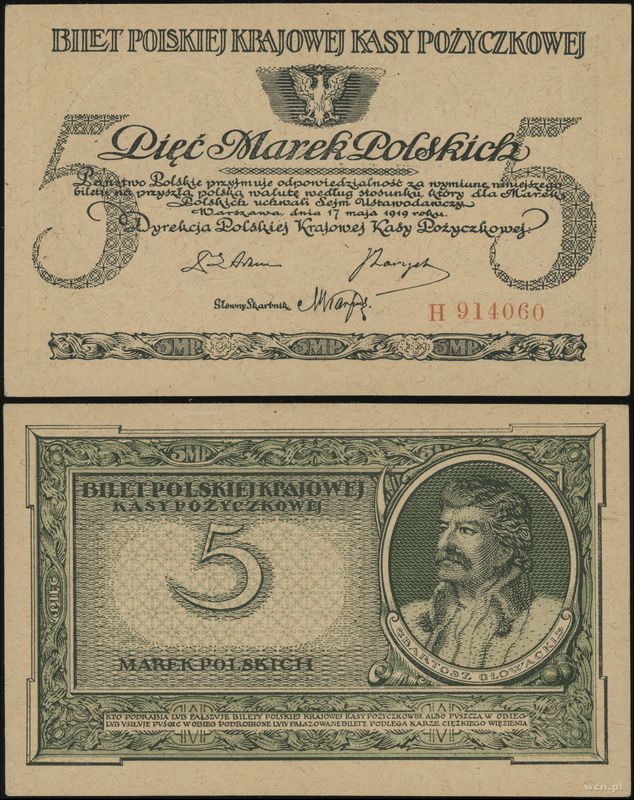 BILET POLSKIEJ KRAJOWEJ KASY POŻYCZKOWEJ
5 5
Pięć Marek Polskich
Państwo Polskie przyjmuje odpowiedzialność za wymianę niniejszego
biletu na przyszłą polską walutę według stosunku, który dla Marek
Polskich uchwali Sejm Ustawodawczy
Warszawa, dnia 17 maja 1919 roku.
Dyrekcja Polskiej Krajowej Kasy Pożyczkowej
Główny Skarbnik
H 914060
5MP 5MP 5MP
5MP
BILET POLSKIEJ KRAJOWEJ
KASY POŻYCZKOWEJ
5
MAREK POLSKICH
BARTOSZ GŁOWACKI
KTO PODRABIA LUB FAŁSZUJE BILETY POLSKIEJ KRAJOWEJ KASY POŻYCZKOWEJ, ALBO PUSZCZA W OBIEG
LUB USIŁUJE PUŚCIĆ W OBIEG PODROBIONE LUB FAŁSZOWANE BILETY, PODLEGA KARZE CIĘŻKIEGO WIĘZIENIA
wcn.pl